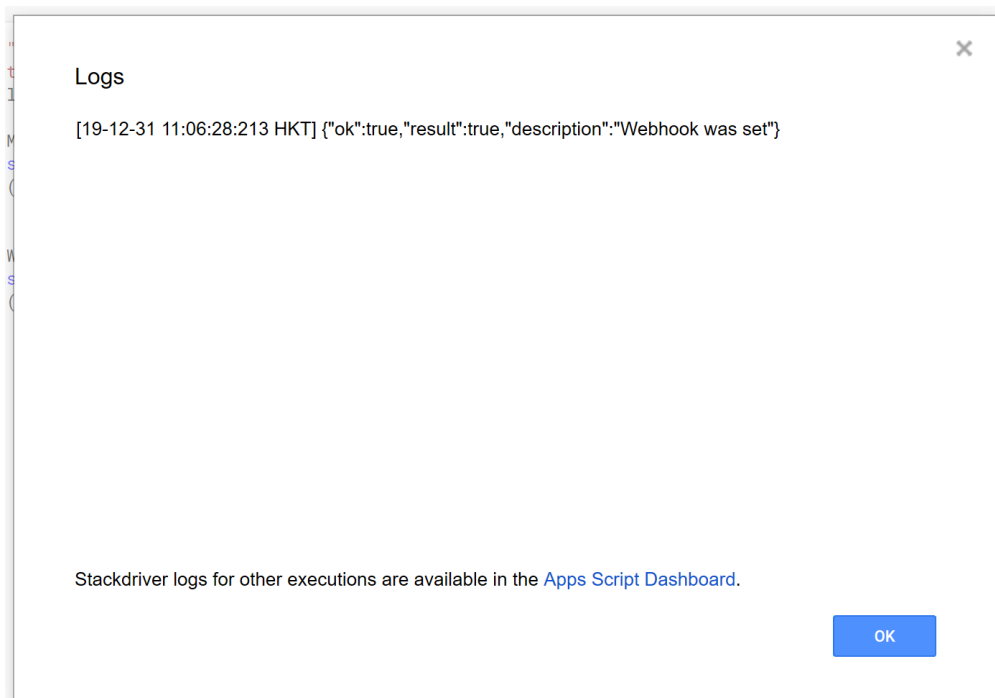 Logs
[19-12-31 11:06:28:213 HKT] {"ok":true,"result":true,"description":"Webhook was set"}
Stackdriver logs for other executions are available in the Apps Script Dashboard.
OK